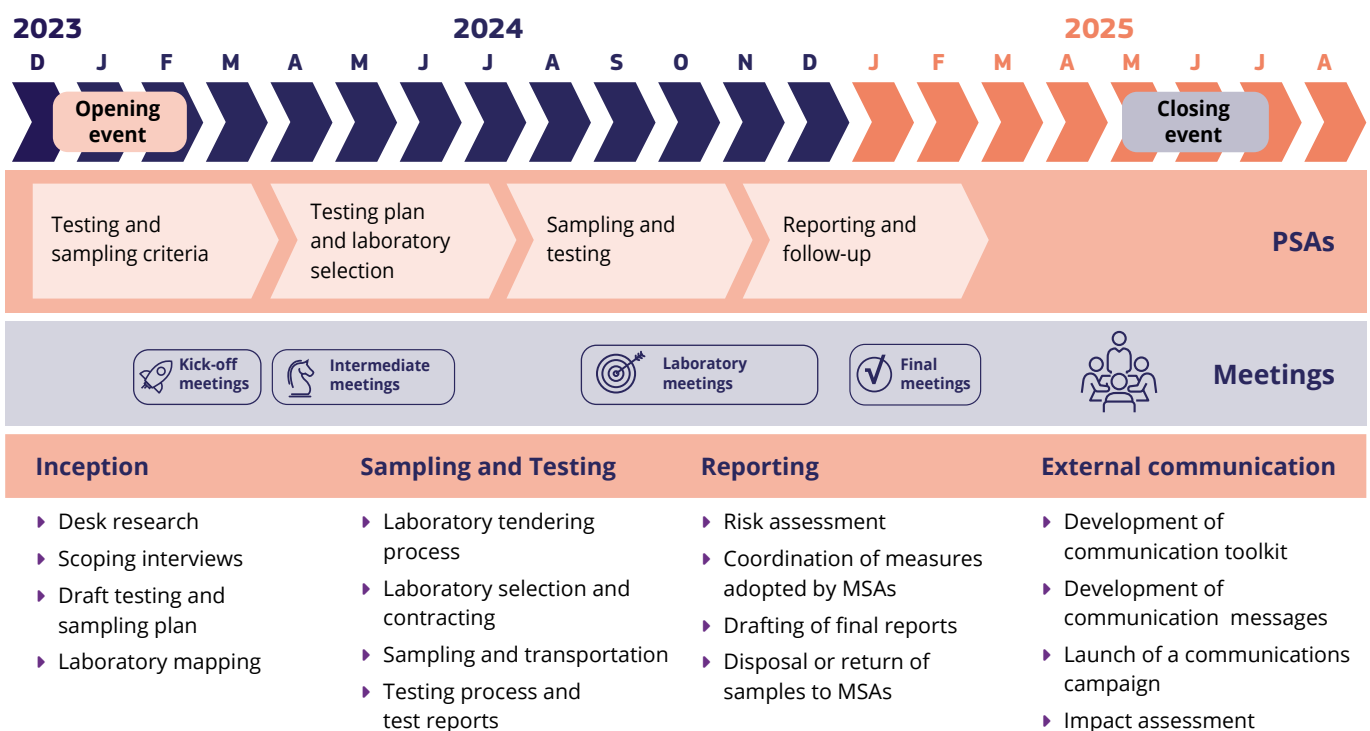 2023 2024 2025
D J F M A M J J A S O N D J F M A M J J A
Opening
event
Closing
event
Testing and
sampling criteria
Testing plan
and laboratory
selection
Sampling and
testing
Reporting and
follow-up
PSAs
Kick-off
meetings
Intermediate
meetings
Laboratory
meetings
Final
meetings
Meetings
Inception
Desk research
Scoping interviews
Draft testing and
sampling plan
Laboratory mapping
Sampling and Testing
Laboratory tendering
process
Laboratory selection and
contracting
Sampling and transportation
Testing process and
test reports
Reporting
Risk assessment
Coordination of measures
adopted by MSAs
Drafting of final reports
Disposal or return of
samples to MSAs
External communication
Development of
communication toolkit
Development of
communication messages
Launch of a communications
campaign
Impact assessment